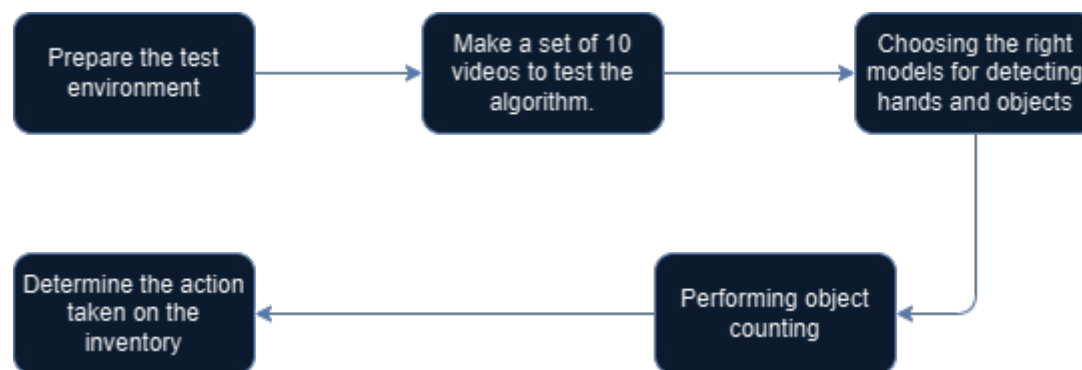 Prepare the test
environment
Make a set of 10
videos to test the
algorithm.
Choosing the right
models for detecting
hands and objects
Performing object
counting
Determine the action
taken on the
inventory